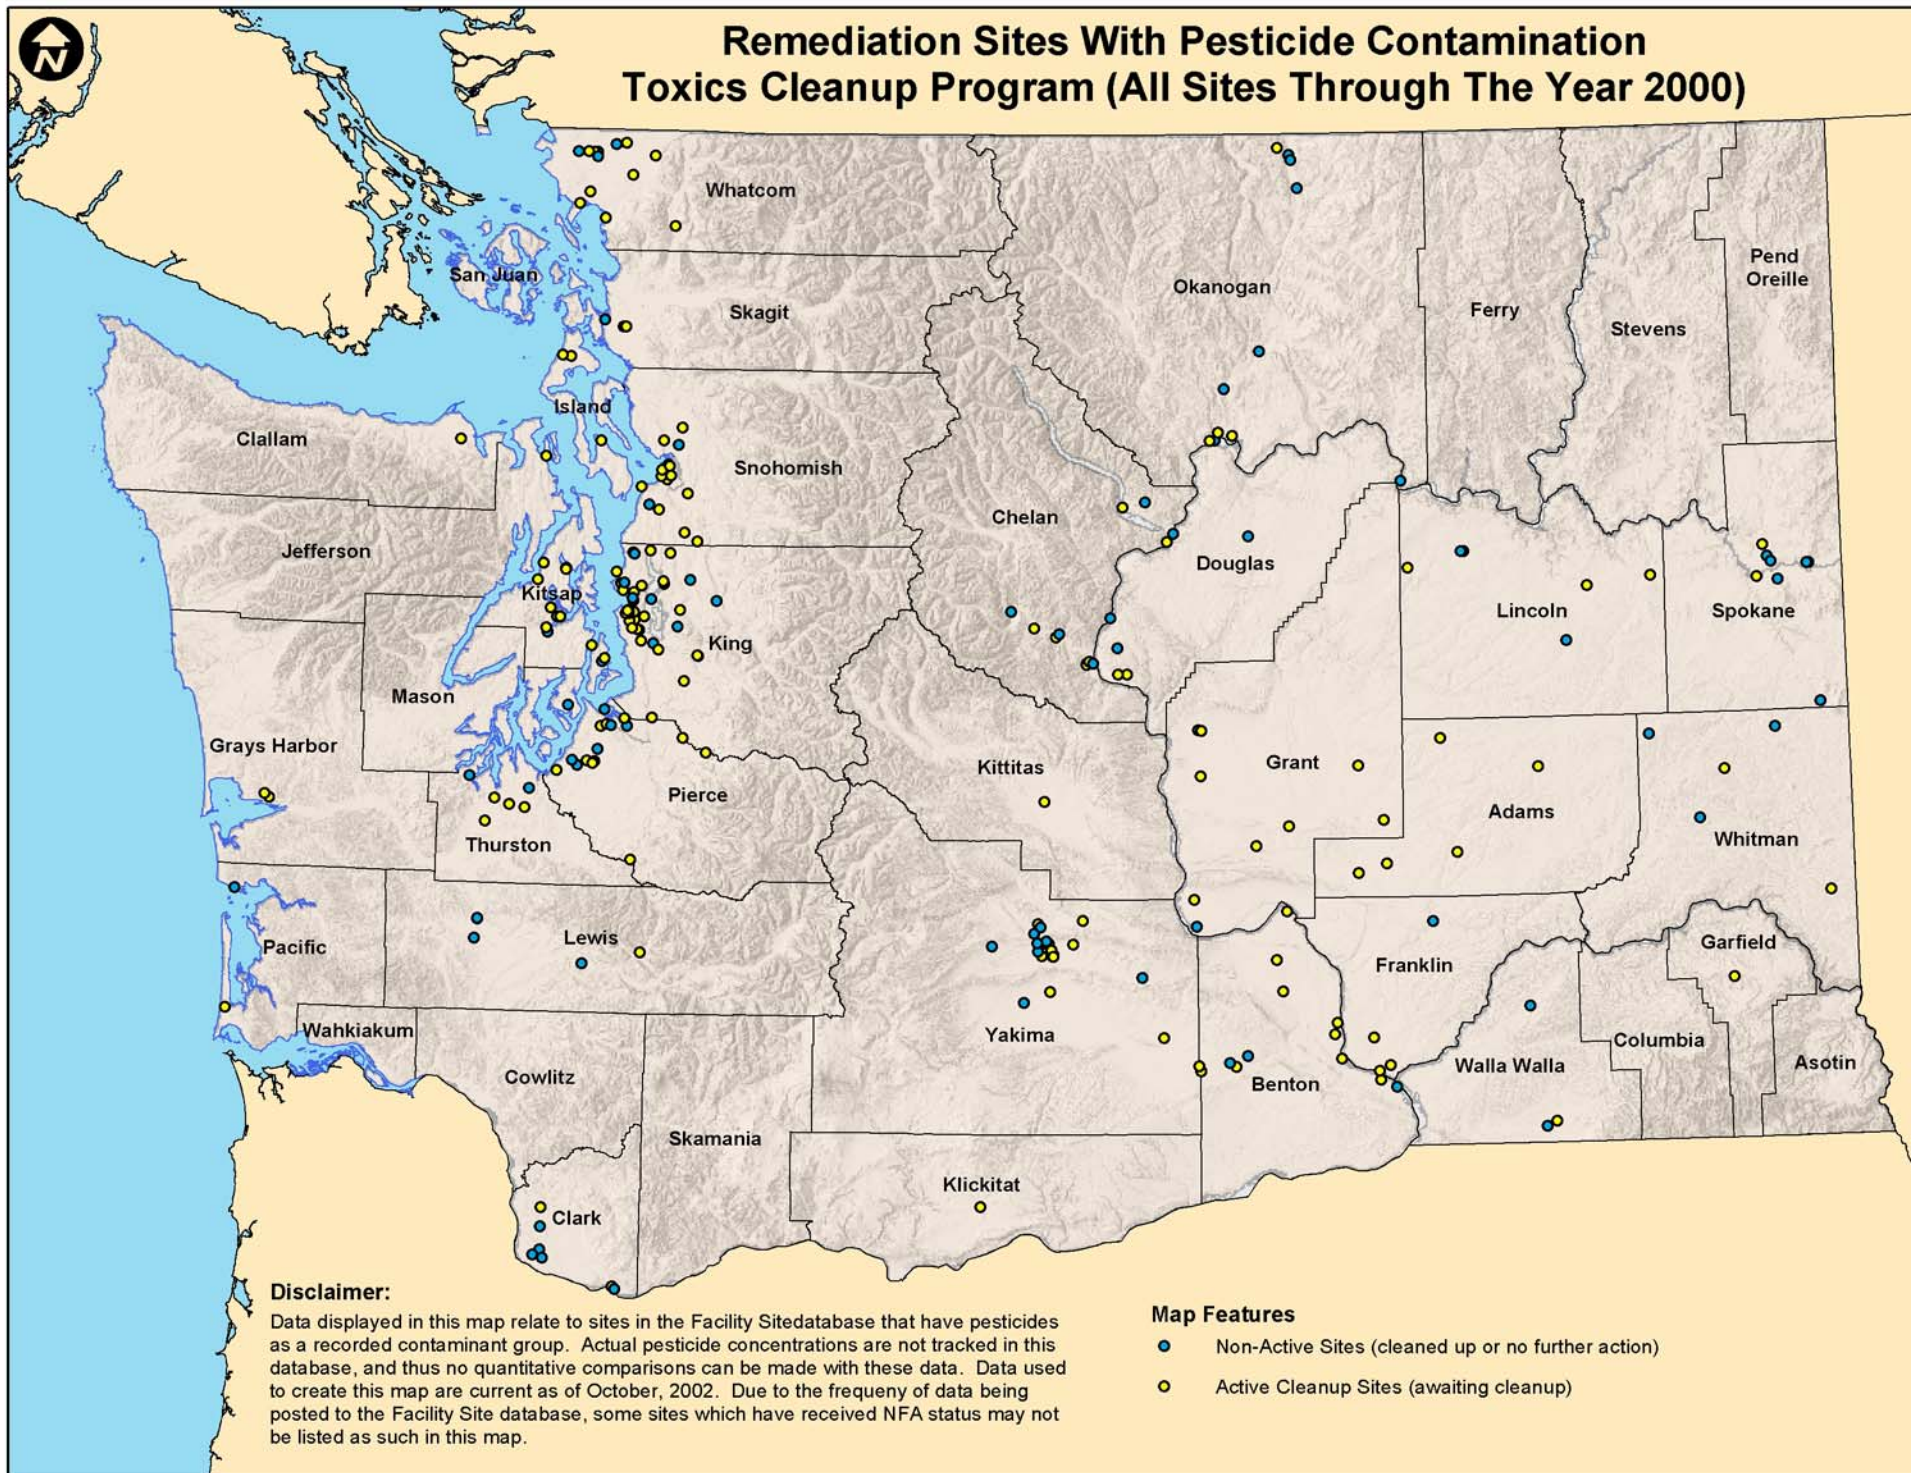 N
Remediation Sites With Pesticide Contamination
Toxics Cleanup Program (All Sites Through The Year 2000)
Whatcom
San Juan
Skagit
Okanogan
Ferry
Stevens
Pend
Oreille
Island
Clallam
Snohomish
Chelan
Jefferson
Douglas
Kitsap
King
Lincoln
Spokane
Mason
Grays Harbor
Kittitas
Grant
Pierce
Adams
Thurston
Whitman
Pacific
Lewis
Franklin
Garfield
Wahkiakum
Yakima
Columbia
Cowlitz
Benton
Walla Walla
Asotin
Skamania
Klickitat
Clark
Disclaimer:
Data displayed in this map relate to sites in the Facility Sitedatabase that have pesticides
as a recorded contaminant group.  Actual pesticide concentrations are not tracked in this
database, and thus no quantitative comparisons can be made with these data.  Data used
to create this map are current as of October, 2002.  Due to the frequeny of data being
posted to the Facility Site database, some sites which have received NFA status may not
be listed as such in this map.
Map Features
Non-Active Sites (cleaned up or no further action)
Active Cleanup Sites (awaiting cleanup)